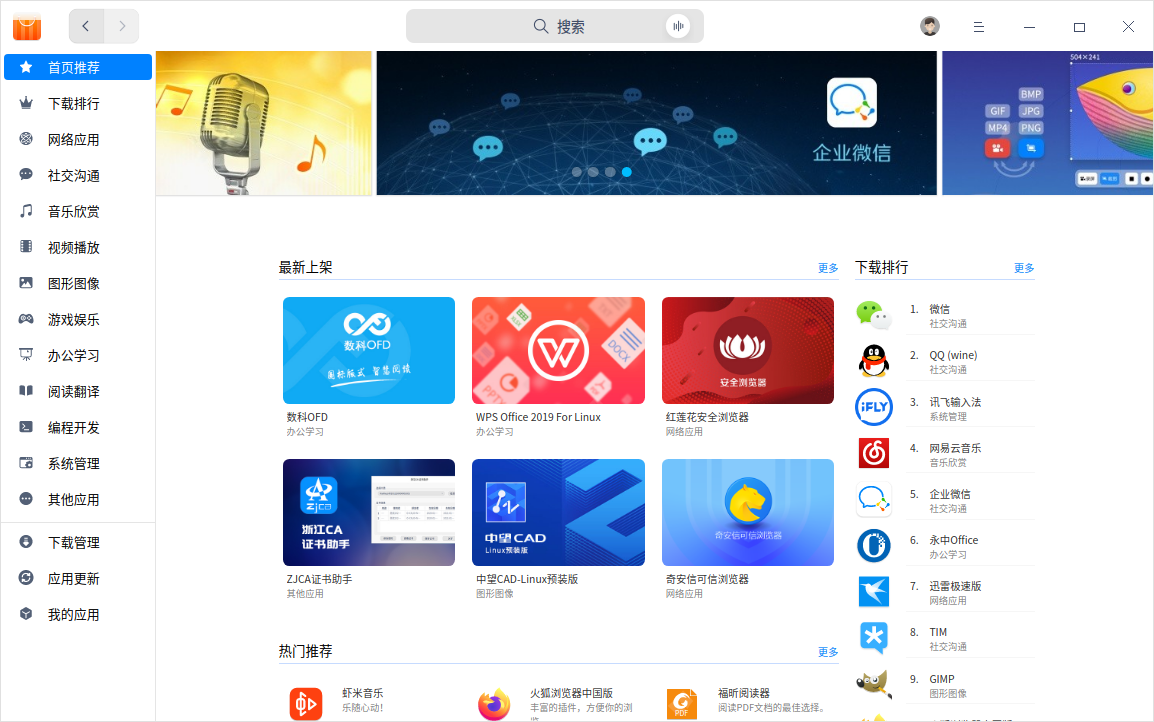 搜索
首页推荐
下载排行
网络应用
社交沟通
音乐欣赏
视频播放
图形图像
游戏娱乐
办公学习
阅读翻译
编程开发
系统管理
其他应用
下载管理
应用更新
我的应用
企业微信
504×241
BMP
GIF JPG
MP4 PNG
最新上架
更多
数科OFD
国标版式 智慧阅读
数科OFD
办公学习
DOCX
PPTX
WPS Office 2019 For Linux
办公学习
安全浏览器
红莲花安全浏览器
网络应用
ZJCA
浙江CA
证书助手
ZJCA证书助手
其他应用
中望CAD
Linux预装版
中望CAD-Linux预装版
图形图像
奇安信可信浏览器
奇安信可信浏览器
网络应用
热门推荐
更多
虾米音乐
乐随心动！
火狐浏览器中国版
丰富的插件，方便你的浏
PDF
福昕阅读器
阅读PDF文档的最佳选择。
下载排行
更多
1. 微信
社交沟通
2. QQ (wine)
社交沟通
iFLY
3. 讯飞输入法
系统管理
4. 网易云音乐
音乐欣赏
5. 企业微信
社交沟通
6. 永中Office
办公学习
7. 迅雷极速版
网络应用
8. TIM
社交沟通
9. GIMP
图形图像